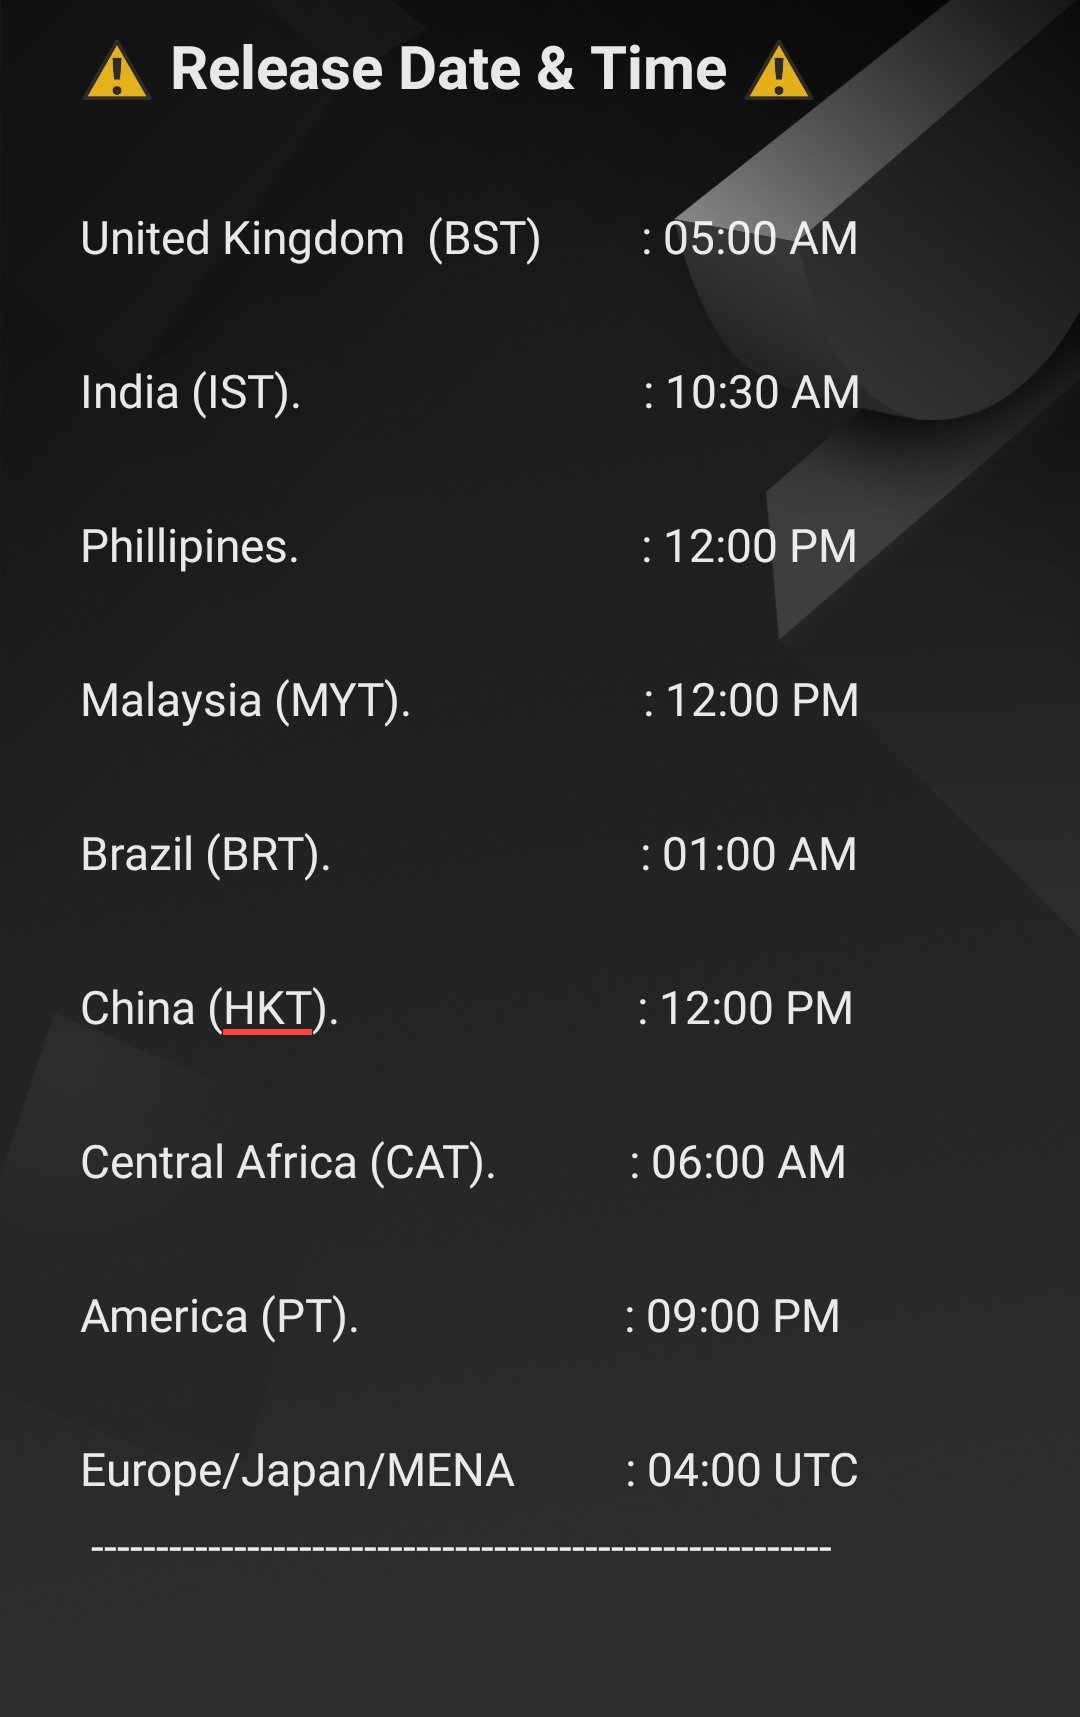 ⚠️ Release Date & Time ⚠️
United Kingdom (BST) : 05:00 AM
India (IST). : 10:30 AM
Phillipines. : 12:00 PM
Malaysia (MYT). : 12:00 PM
Brazil (BRT). : 01:00 AM
China (HKT). : 12:00 PM
Central Africa (CAT). : 06:00 AM
America (PT). : 09:00 PM
Europe/Japan/MENA : 04:00 UTC
---------------------------------------------------------